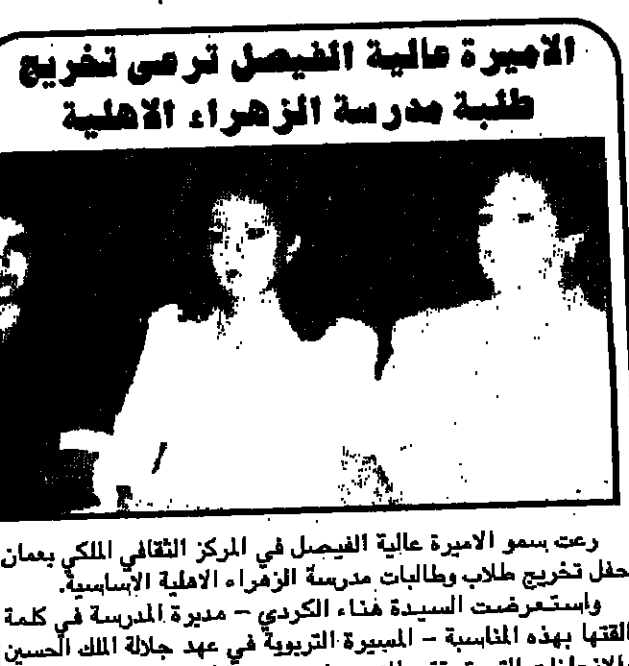 الاميرة عالية الفيصل ترعى تخريج
طلبة مدرسة الزهراء الاهلية
رعت سمو الاميرة عالية الفيصل في المركز الثقافي الملكي بعمان
حفل تخريج طلاب وطالبات مدرسة الزهراء الاهلية الاساسية.
واستعرضت السيدة هناء الكردي – مديرة المدرسة في كلمة
القتها بهذه المناسبة – المسيرة التربوية في عهد جلالة الملك الحسين